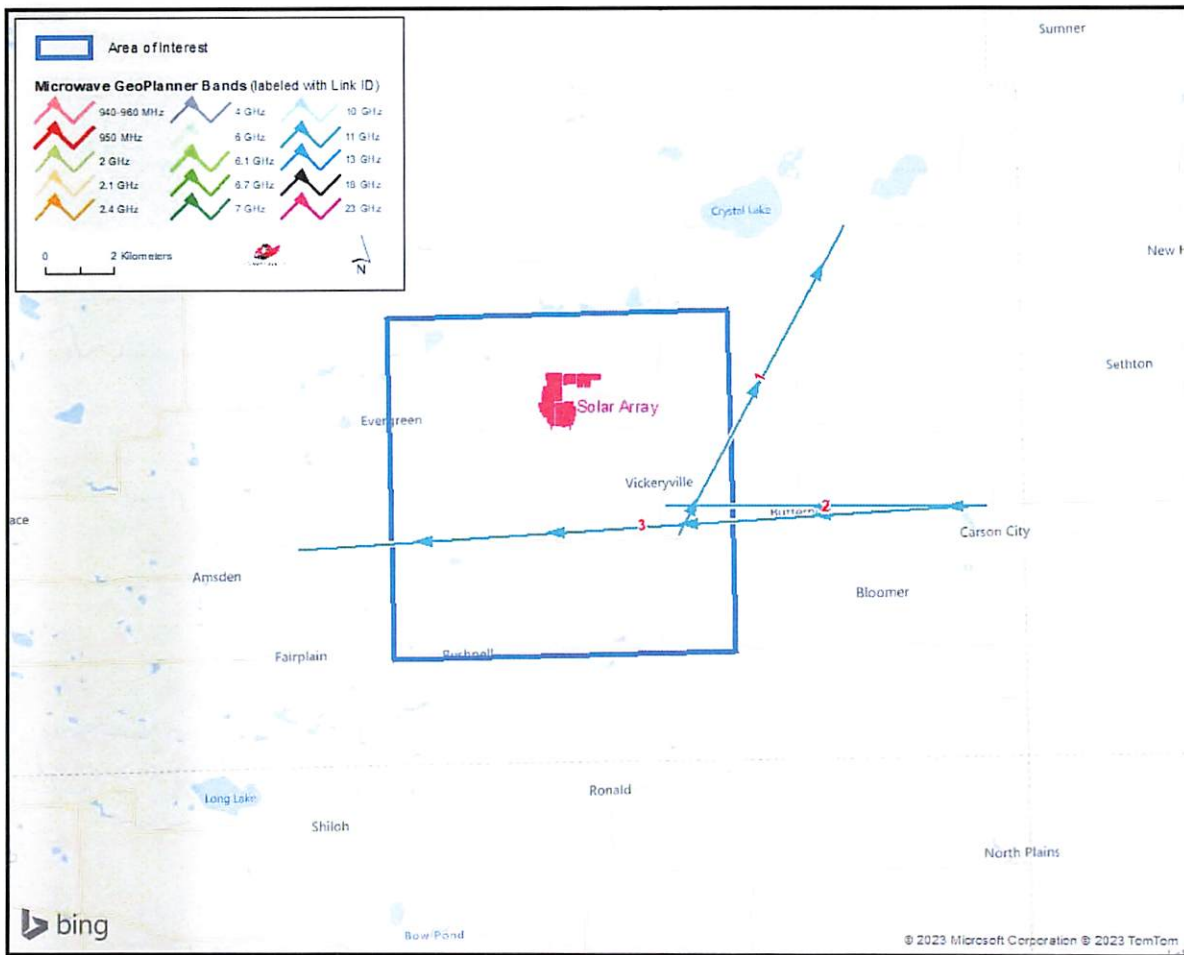 Area of Interest
Microwave GeoPlanner Bands (labeled with Link ID)
940-960 MHz
4 GHz
10 GHz
950 MHz
6 GHz
11 GHz
2 GHz
6.1 GHz
13 GHz
2.1 GHz
6.7 GHz
18 GHz
2.4 GHz
7 GHz
23 GHz
0 2 Kilometers
N
Sumner
Crystal Lake
New H
Sethton
1
Solar Array
Evergreen
Vickeryville
2
ace
3
Carson City
Amsden
Bloomer
Fairplain
Bushnell
Ronald
Long Lake
Shiloh
North Plains
bing
Bow Pond
© 2023 Microsoft Corporation © 2023 TomTom